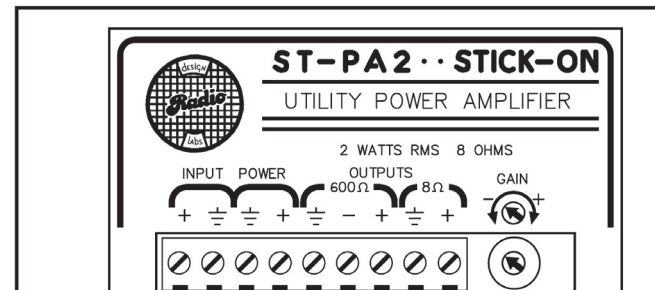 design
Radio
labs
ST-PA2··STICK-ON
UTILITY POWER AMPLIFIER
2 WATTS RMS 8 OHMS
INPUT POWER OUTPUTS GAIN
600Ω 8Ω
+ ⏚ ⏚ + ⏚ - + ⏚ + - +